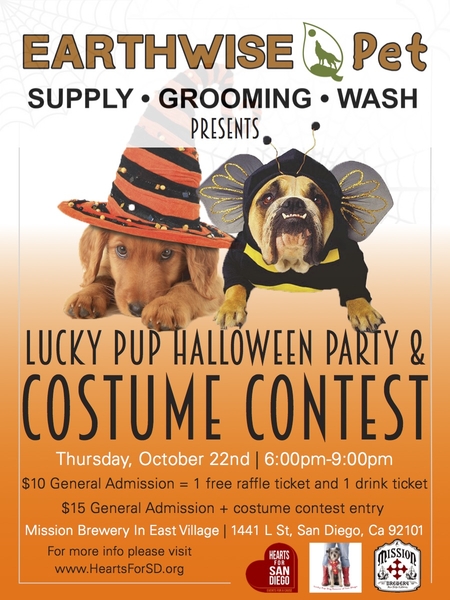 EARTHWISE Pet
SUPPLY • GROOMING • WASH
PRESENTS
LUCKY PUP HALLOWEEN PARTY &
COSTUME CONTEST
Thursday, October 22nd | 6:00pm-9:00pm
$10 General Admission = 1 free raffle ticket and 1 drink ticket
$15 General Admission + costume contest entry
Mission Brewery In East Village | 1441 L St, San Diego, Ca 92101
For more info please visit
www.HeartsForSD.org
HEARTS
FOR
SAN
DIEGO
MISSION
BREWERY